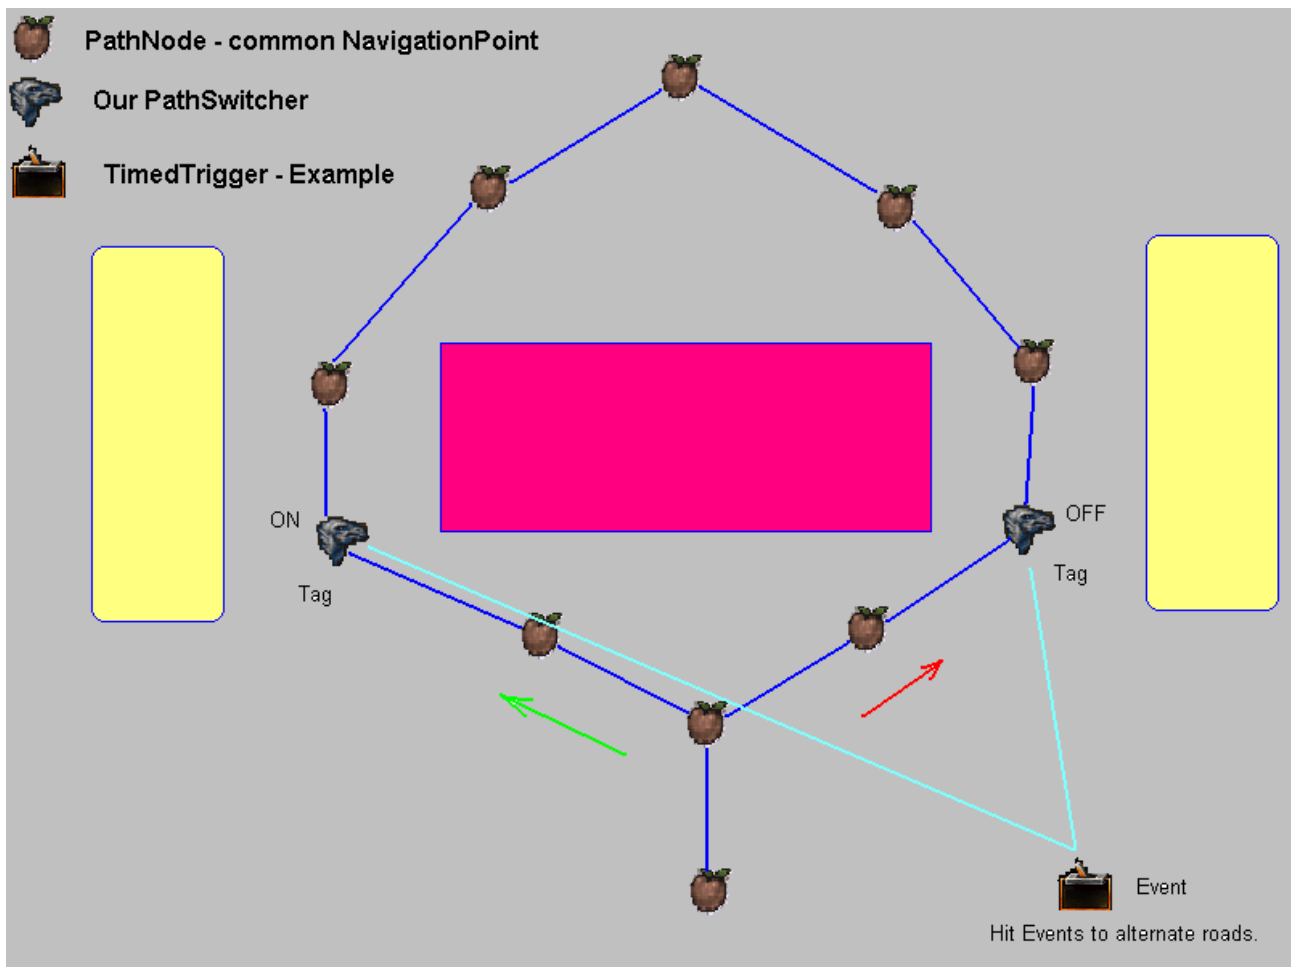 PathNode - common NavigationPoint
Our PathSwitcher
TimedTrigger - Example
ON
OFF
Tag
Tag
Event
Hit Events to alternate roads.